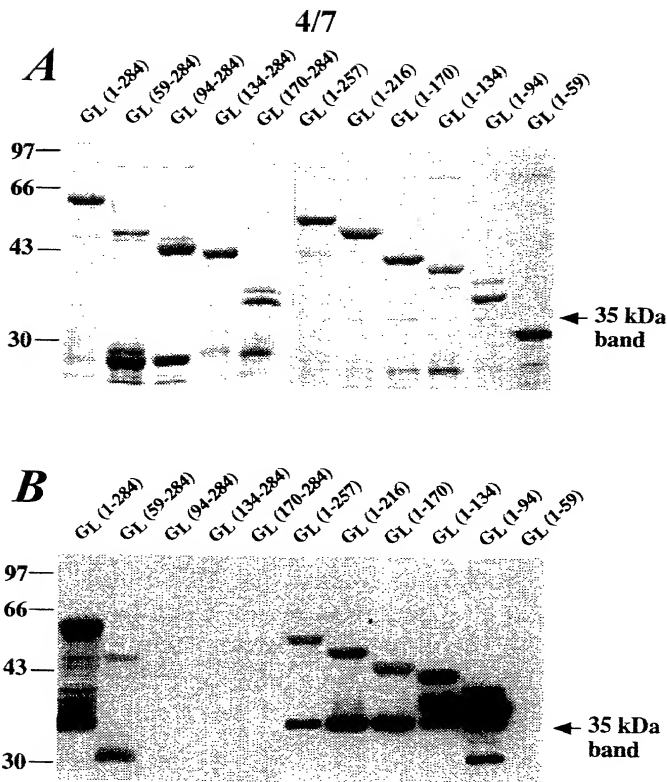 4/7
A
GL (1-284)
GL (59-284)
GL (94-284)
GL (134-284)
GL (170-284)
GL (1-257)
GL (1-216)
GL (1-170)
GL (1-134)
GL (1-94)
GL (1-59)
97
66
43
30
35 kDa
band
B
GL (1-284)
GL (59-284)
GL (94-284)
GL (134-284)
GL (170-284)
GL (1-257)
GL (1-216)
GL (1-170)
GL (1-134)
GL (1-94)
GL (1-59)
97
66
43
30
35 kDa
band